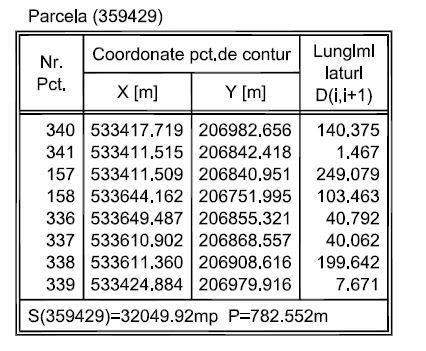 Parcela (359429)
Nr. Pct. Coordonate pct.de contur Lungimi laturi D(i,i+1)
X [m] Y [m]
340 533417.719 206982.656 140.375
341 533411.515 206842.418 1.467
157 533411.509 206840.951 249.079
158 533644.162 206751.995 103.463
336 533649.487 206855.321 40.792
337 533610.902 206868.557 40.062
338 533611.360 206908.616 199.642
339 533424.884 206979.916 7.671
S(359429)=32049.92mp P=782.552m